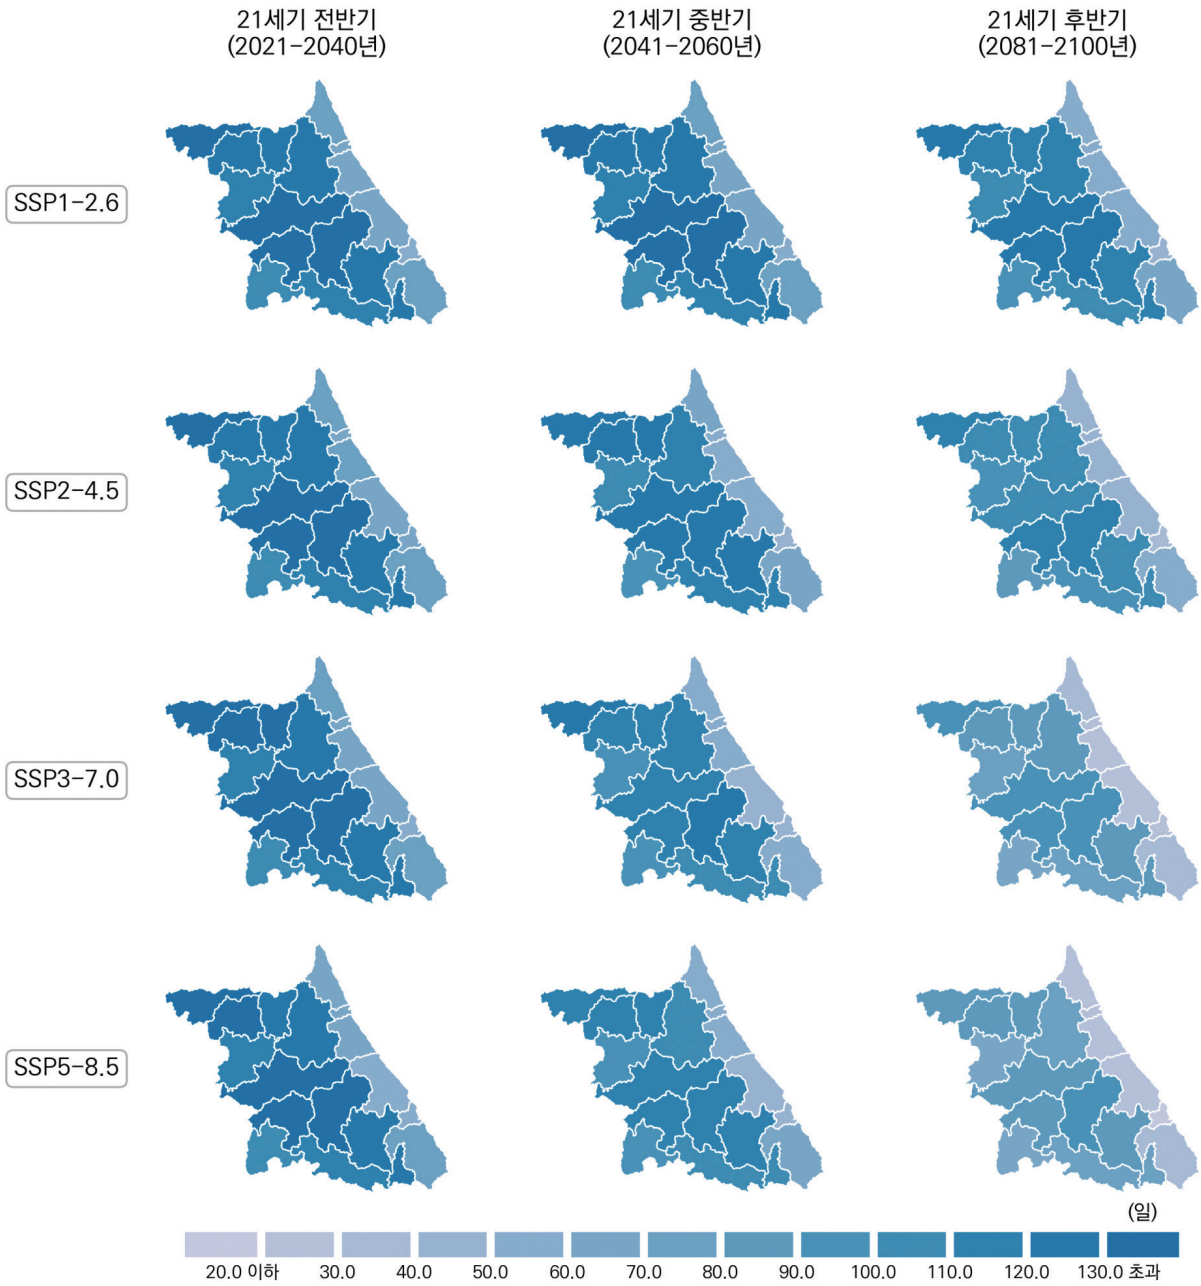 21세기 전반기
(2021-2040년)
21세기 중반기
(2041-2060년)
21세기 후반기
(2081-2100년)
SSP1-2.6
SSP2-4.5
SSP3-7.0
SSP5-8.5
(일)
20.0 이하 30.0 40.0 50.0 60.0 70.0 80.0 90.0 100.0 110.0 120.0 130.0 초과